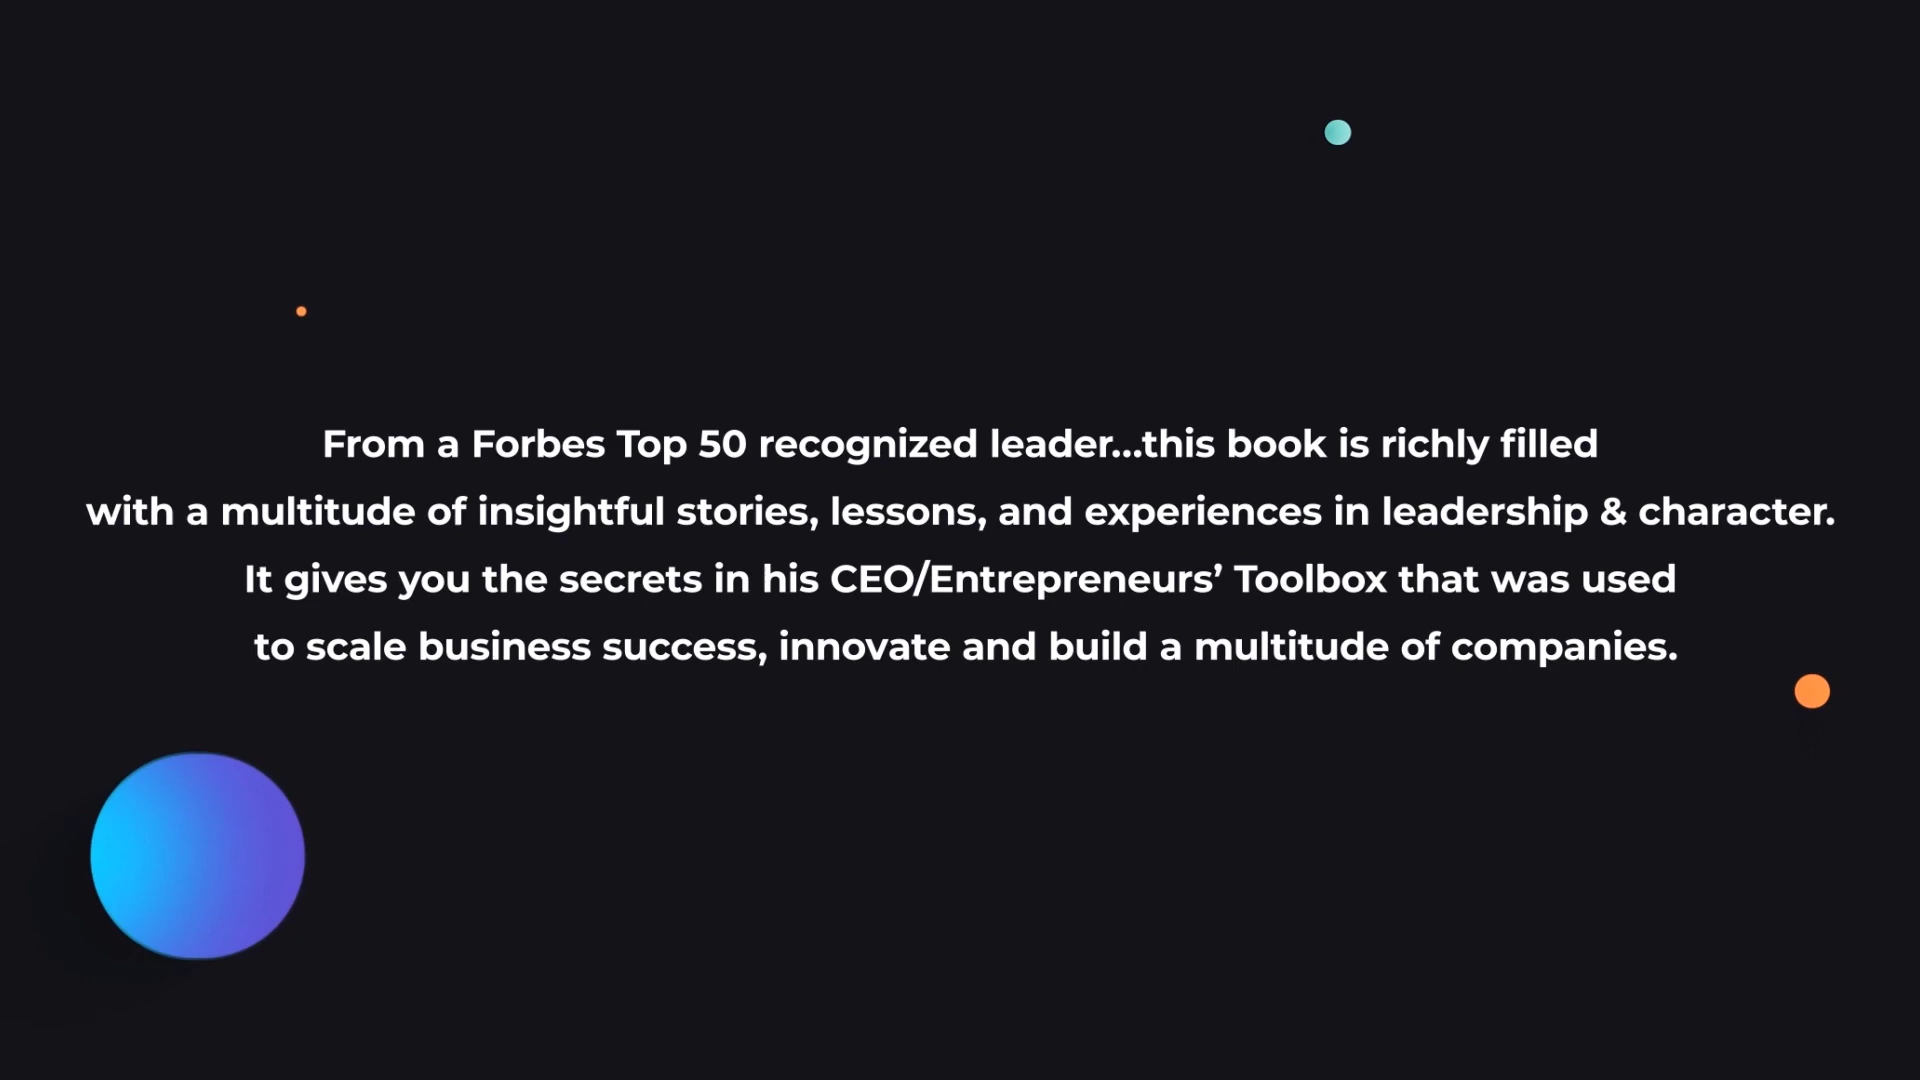 From a Forbes Top 50 recognized leader...this book is richly filled
with a multitude of insightful stories, lessons, and experiences in leadership & character.
It gives you the secrets in his CEO/Entrepreneurs’ Toolbox that was used
to scale business success, innovate and build a multitude of companies.